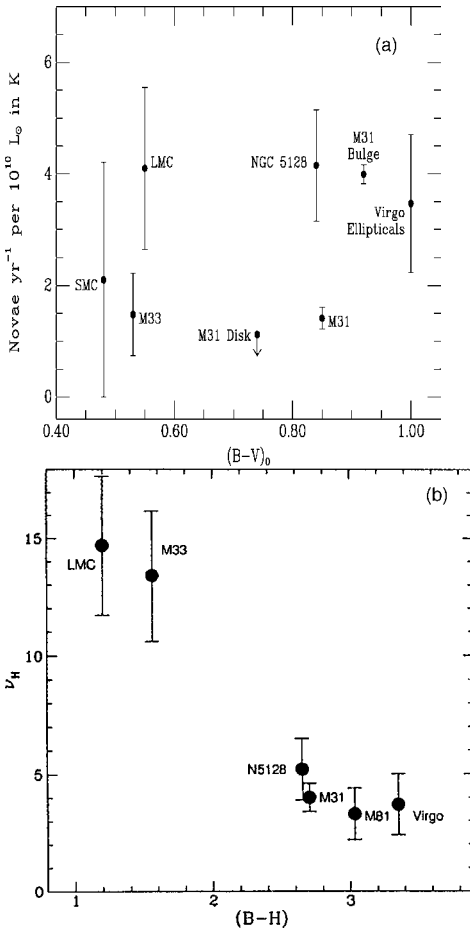 (a)
6
4
2
0
Novae yr⁻¹ per 10¹⁰ L⊙ in K
LMC
NGC 5128
M31
Bulge
Virgo
Ellipticals
SMC
M33
M31 Disk
M31
0.40
0.60
0.80
1.00
(B−V)₀
(b)
15
10
5
0
νH
LMC
M33
N5128
M31
M81
Virgo
1
2
3
(B−H)